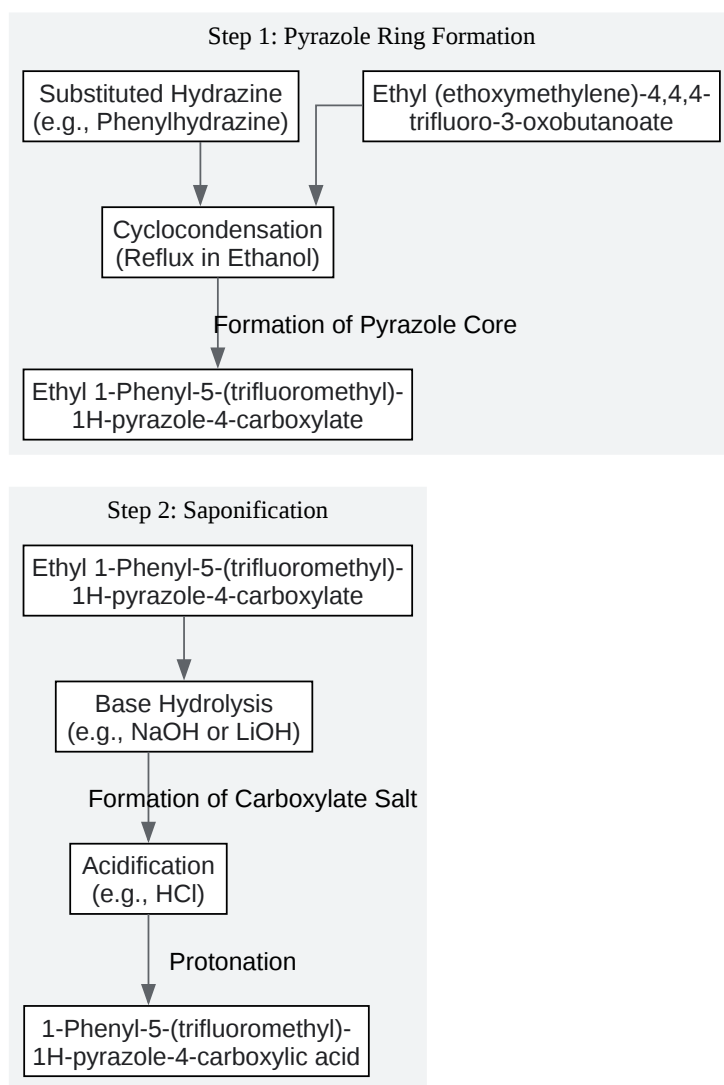 Step 1: Pyrazole Ring Formation
Substituted Hydrazine
(e.g., Phenylhydrazine)
Ethyl (ethoxymethylene)-4,4,4-
trifluoro-3-oxobutanoate
Cyclocondensation
(Reflux in Ethanol)
Formation of Pyrazole Core
Ethyl 1-Phenyl-5-(trifluoromethyl)-
1H-pyrazole-4-carboxylate
Step 2: Saponification
Ethyl 1-Phenyl-5-(trifluoromethyl)-
1H-pyrazole-4-carboxylate
Base Hydrolysis
(e.g., NaOH or LiOH)
Formation of Carboxylate Salt
Acidification
(e.g., HCl)
Protonation
1-Phenyl-5-(trifluoromethyl)-
1H-pyrazole-4-carboxylic acid